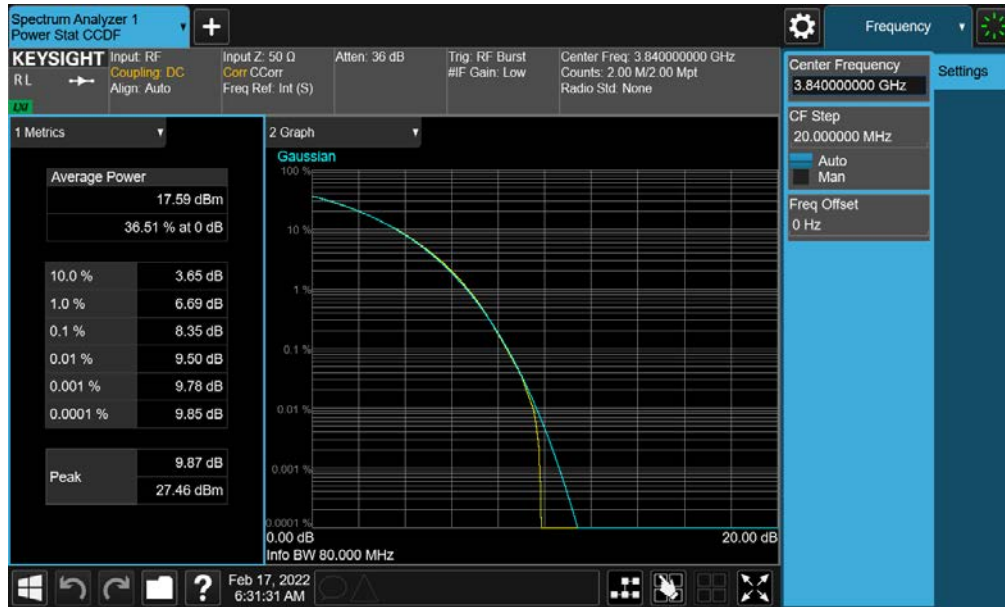 Spectrum Analyzer 1
Power Stat CCDF
+
Frequency
KEYSIGHT
RL
LXI
Input: RF
Coupling: DC
Align: Auto
Input Z: 50 Ω
Corr CCorr
Freq Ref: Int (S)
Atten: 36 dB
Trig: RF Burst
#IF Gain: Low
Center Freq: 3.840000000 GHz
Counts: 2.00 M/2.00 Mpt
Radio Std: None
Center Frequency
3.840000000 GHz
Settings
CF Step
20.000000 MHz
Auto
Man
Freq Offset
0 Hz
1 Metrics
Average Power
17.59 dBm
36.51 % at 0 dB
10.0 % 3.65 dB
1.0 % 6.69 dB
0.1 % 8.35 dB
0.01 % 9.50 dB
0.001 % 9.78 dB
0.0001 % 9.85 dB
Peak
9.87 dB
27.46 dBm
2 Graph
Gaussian
100 %
10 %
1 %
0.1 %
0.01 %
0.001 %
0.0001 %
0.00 dB 20.00 dB
Info BW 80.000 MHz
?
Feb 17, 2022
6:31:31 AM